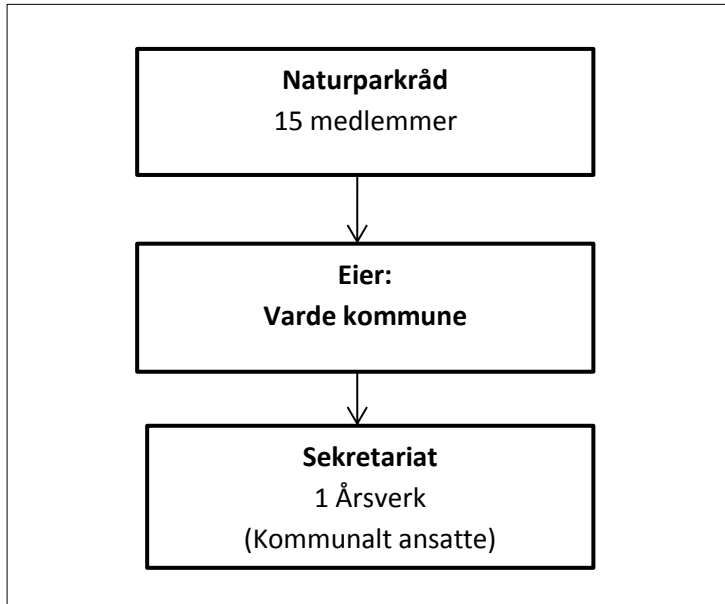 Naturparkråd
15 medlemmer
Eier:
Varde kommune
Sekretariat
1 Årsverk
(Kommunalt ansatte)